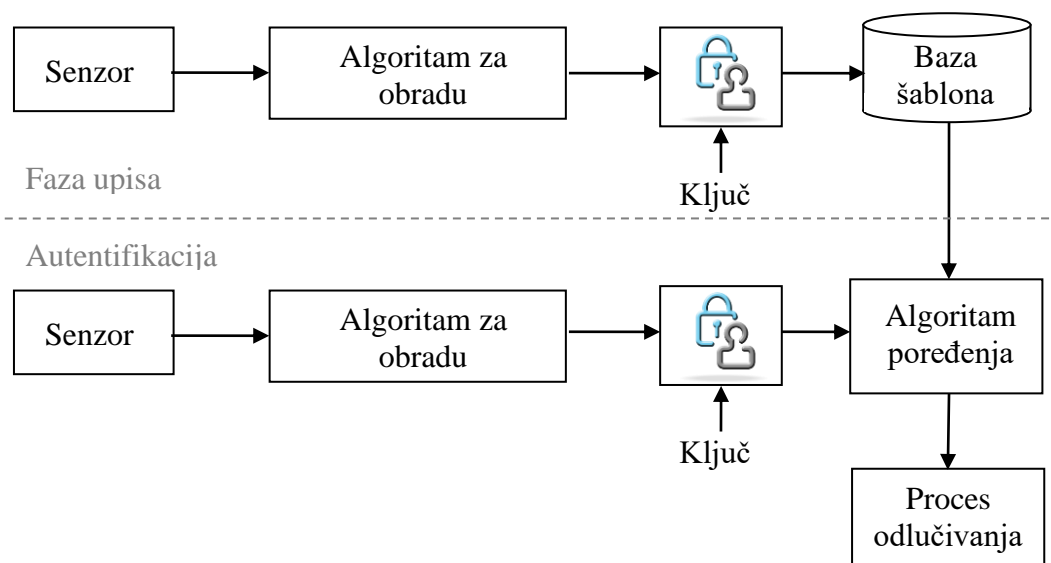 Senzor
Algoritam za
obradu
Baza
šablona
Ključ
Faza upisa
Autentifikacija
Senzor
Algoritam za
obradu
Algoritam
poređenja
Ključ
Proces
odlučivanja